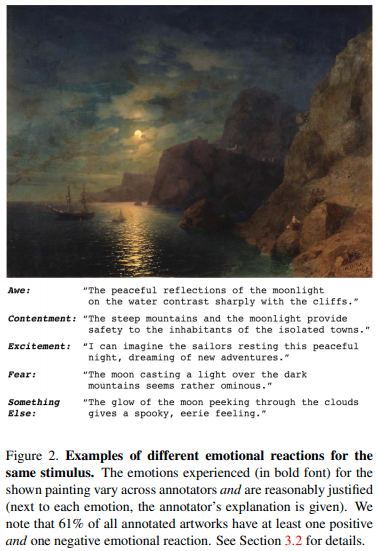 Awe: "The peaceful reflections of the moonlight
on the water contrast sharply with the cliffs."
Contentment: "The steep mountains and the moonlight provide
safety to the inhabitants of the isolated towns."
Excitement: "I can imagine the sailors resting this peaceful
night, dreaming of new adventures."
Fear: "The moon casting a light over the dark
mountains seems rather ominous."
Something "The glow of the moon peeking through the clouds
Else: gives a spooky, eerie feeling."
Figure 2. Examples of different emotional reactions for the
same stimulus. The emotions experienced (in bold font) for the
shown painting vary across annotators and are reasonably justified
(next to each emotion, the annotator's explanation is given). We
note that 61% of all annotated artworks have at least one positive
and one negative emotional reaction. See Section 3.2 for details.